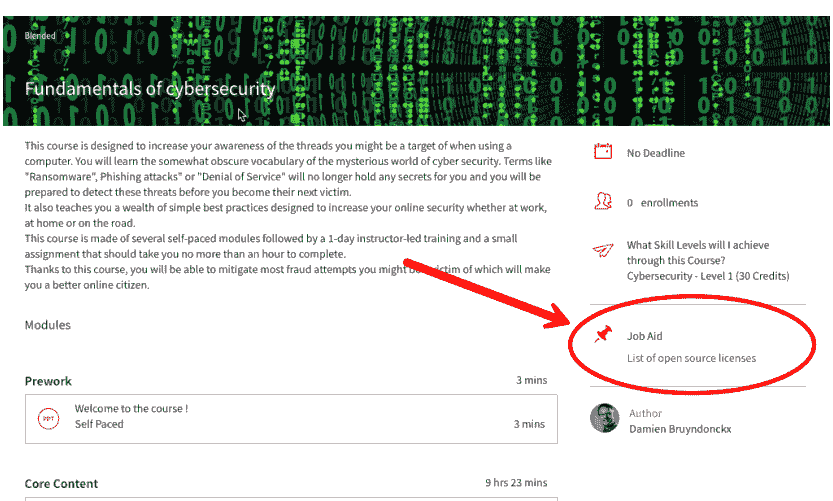 Blended
Fundamentals of cybersecurity
This course is designed to increase your awareness of the threads you might be a target of when using a
computer. You will learn the somewhat obscure vocabulary of the mysterious world of cyber security. Terms like
"Ransomware", Phishing attacks" or "Denial of Service" will no longer hold any secrets for you and you will be
prepared to detect these threats before you become their next victim.
It also teaches you a wealth of simple best practices designed to increase your online security whether at work,
at home or on the road.
This course is made of several self-paced modules followed by a 1-day instructor-led training and a small
assignment that should take you no more than an hour to complete.
Thanks to this course, you will be able to mitigate most fraud attempts you might victim of which will make
you a better online citizen.
Modules
Prework 3 mins
PPT
Welcome to the course !
Self Paced 3 mins
Core Content 9 hrs 23 mins
No Deadline
0 enrollments
What Skill Levels will I achieve
through this Course?
Cybersecurity - Level 1 (30 Credits)
Job Aid
List of open source licenses
Author
Damien Bruyndonckx